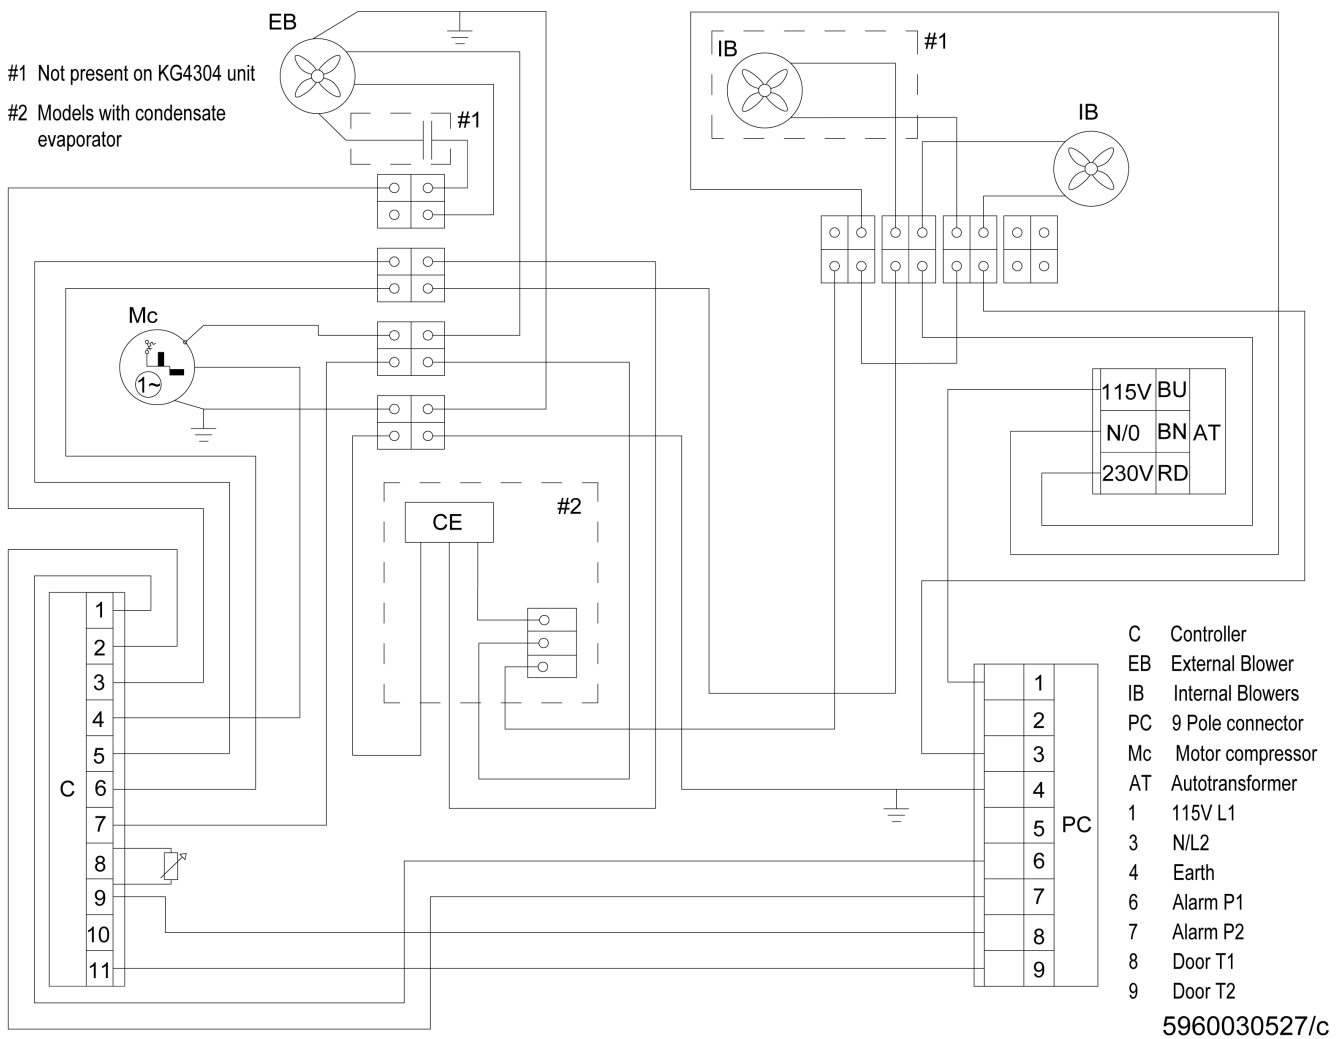 EB
#1 Not present on KG4304 unit
#2 Models with condensate
evaporator
#1
IB
#1
IB
Mc
1~
115V BU
N/0 BN AT
230V RD
#2
CE
C
1
2
3
4
5
6
7
8
9
10
11
PC
1
2
3
4
5
6
7
8
9
C Controller
EB External Blower
IB Internal Blowers
PC 9 Pole connector
Mc Motor compressor
AT Autotransformer
1 115V L1
3 N/L2
4 Earth
6 Alarm P1
7 Alarm P2
8 Door T1
9 Door T2
5960030527/c